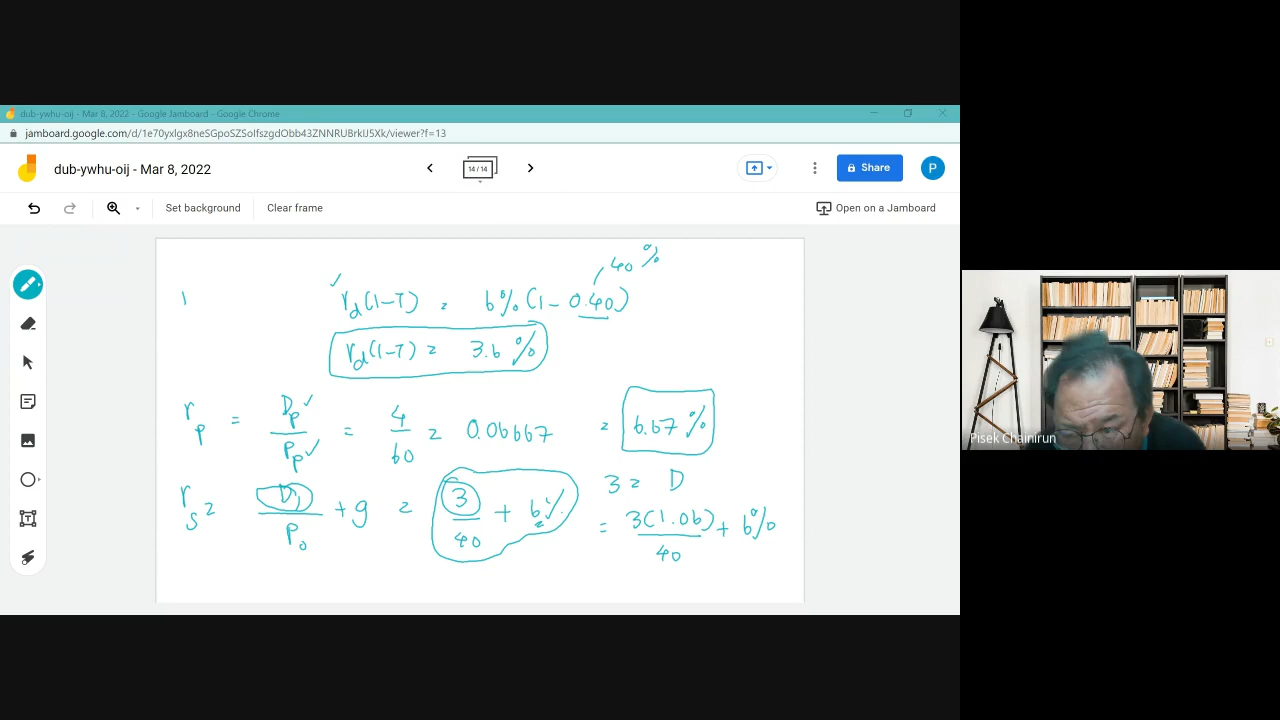 dub-ywhu-oij - Mar 8, 2022 - Google Jamboard - Google Chrome
jamboard.google.com/d/1e70yxlgx8neSGpoSZSoIfszgdObb43ZNNRUBrkIJ5Xk/viewer?f=13
dub-ywhu-oij - Mar 8, 2022
14 / 14
Share
P
Set background
Clear frame
Open on a Jamboard
40 %
1 ✓ rd(1-T) = 6%(1 - 0.40)
rd(1-T) = 3.6 %
rp = Dp✓ / Pp✓ = 4 / 60 = 0.06667 = 6.67 %
3 = D
rs = D1 / P0 + g = 3 / 40 + 6% = 3(1.06) / 40 + 6%
Pisek Chainirun